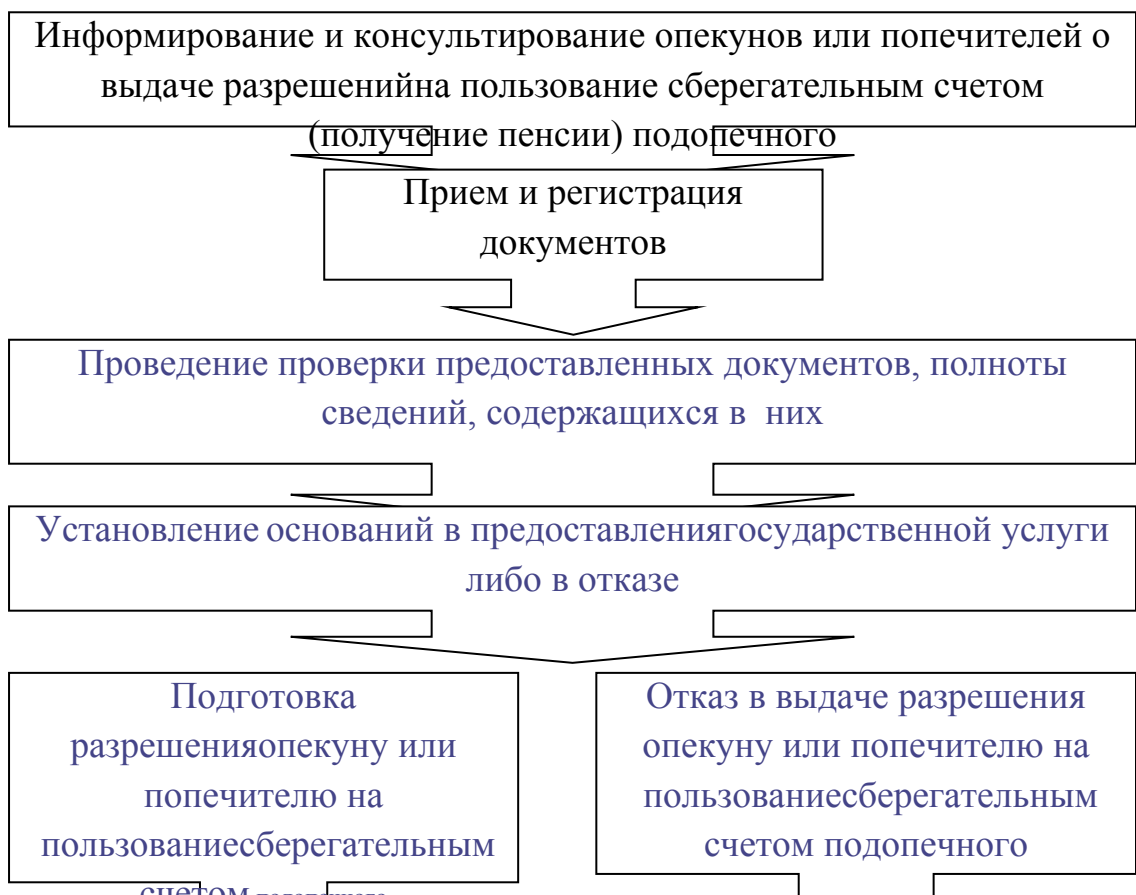 Информирование и консультирование опекунов или попечителей о
выдаче разрешенийна пользование сберегательным счетом
(получение пенсии) подопечного
Прием и регистрация
документов
Проведение проверки предоставленных документов, полноты
сведений, содержащихся в них
Установление оснований в предоставлениягосударственной услуги
либо в отказе
Подготовка
разрешенияопекуну или
попечителю на
пользованиесберегательным
счетом подопечного
Отказ в выдаче разрешения
опекуну или попечителю на
пользованиесберегательным
счетом подопечного